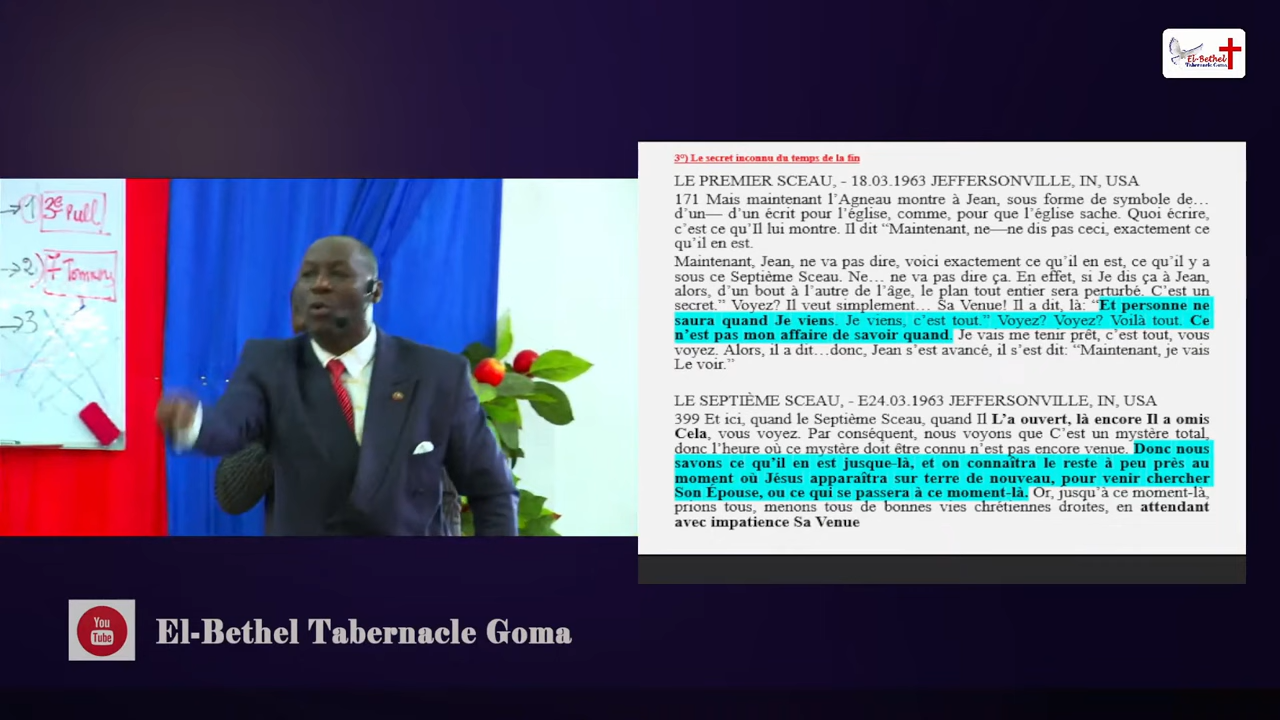 El-Bethel
Tabernacle Goma
3°) Le secret inconnu du temps de la fin
LE PREMIER SCEAU, - 18.03.1963 JEFFERSONVILLE, IN, USA
171 Mais maintenant l'Agneau montre à Jean, sous forme de symbole de…
d'un— d'un écrit pour l'église, comme, pour que l'église sache. Quoi écrire,
c'est ce qu'Il lui montre. Il dit “Maintenant, ne—ne dis pas ceci, exactement ce
qu'il en est.
Maintenant, Jean, ne va pas dire, voici exactement ce qu'il en est, ce qu'il y a
sous ce Septième Sceau. Ne… ne va pas dire ça. En effet, si Je dis ça à Jean,
alors, d'un bout à l'autre de l'âge, le plan tout entier sera perturbé. C'est un
secret.” Voyez? Il veut simplement… Sa Venue! Il a dit, là: “Et personne ne
saura quand Je viens. Je viens, c'est tout.” Voyez? Voyez? Voilà tout. Ce
n'est pas mon affaire de savoir quand. Je vais me tenir prêt, c'est tout, vous
voyez. Alors, il a dit…donc, Jean s'est avancé, il s'est dit: “Maintenant, je vais
Le voir.”
LE SEPTIÈME SCEAU, - E24.03.1963 JEFFERSONVILLE, IN, USA
399 Et ici, quand le Septième Sceau, quand Il L'a ouvert, là encore Il a omis
Cela, vous voyez. Par conséquent, nous voyons que C'est un mystère total,
donc l'heure où ce mystère doit être connu n'est pas encore venue. Donc nous
savons ce qu'il en est jusque-là, et on connaîtra le reste à peu près au
moment où Jésus apparaîtra sur terre de nouveau, pour venir chercher
Son Épouse, ou ce qui se passera à ce moment-là. Or, jusqu'à ce moment-là,
prions tous, menons tous de bonnes vies chrétiennes droites, en attendant
avec impatience Sa Venue
1) 3e Pull
2) 7
3
You
Tube
El-Bethel Tabernacle Goma